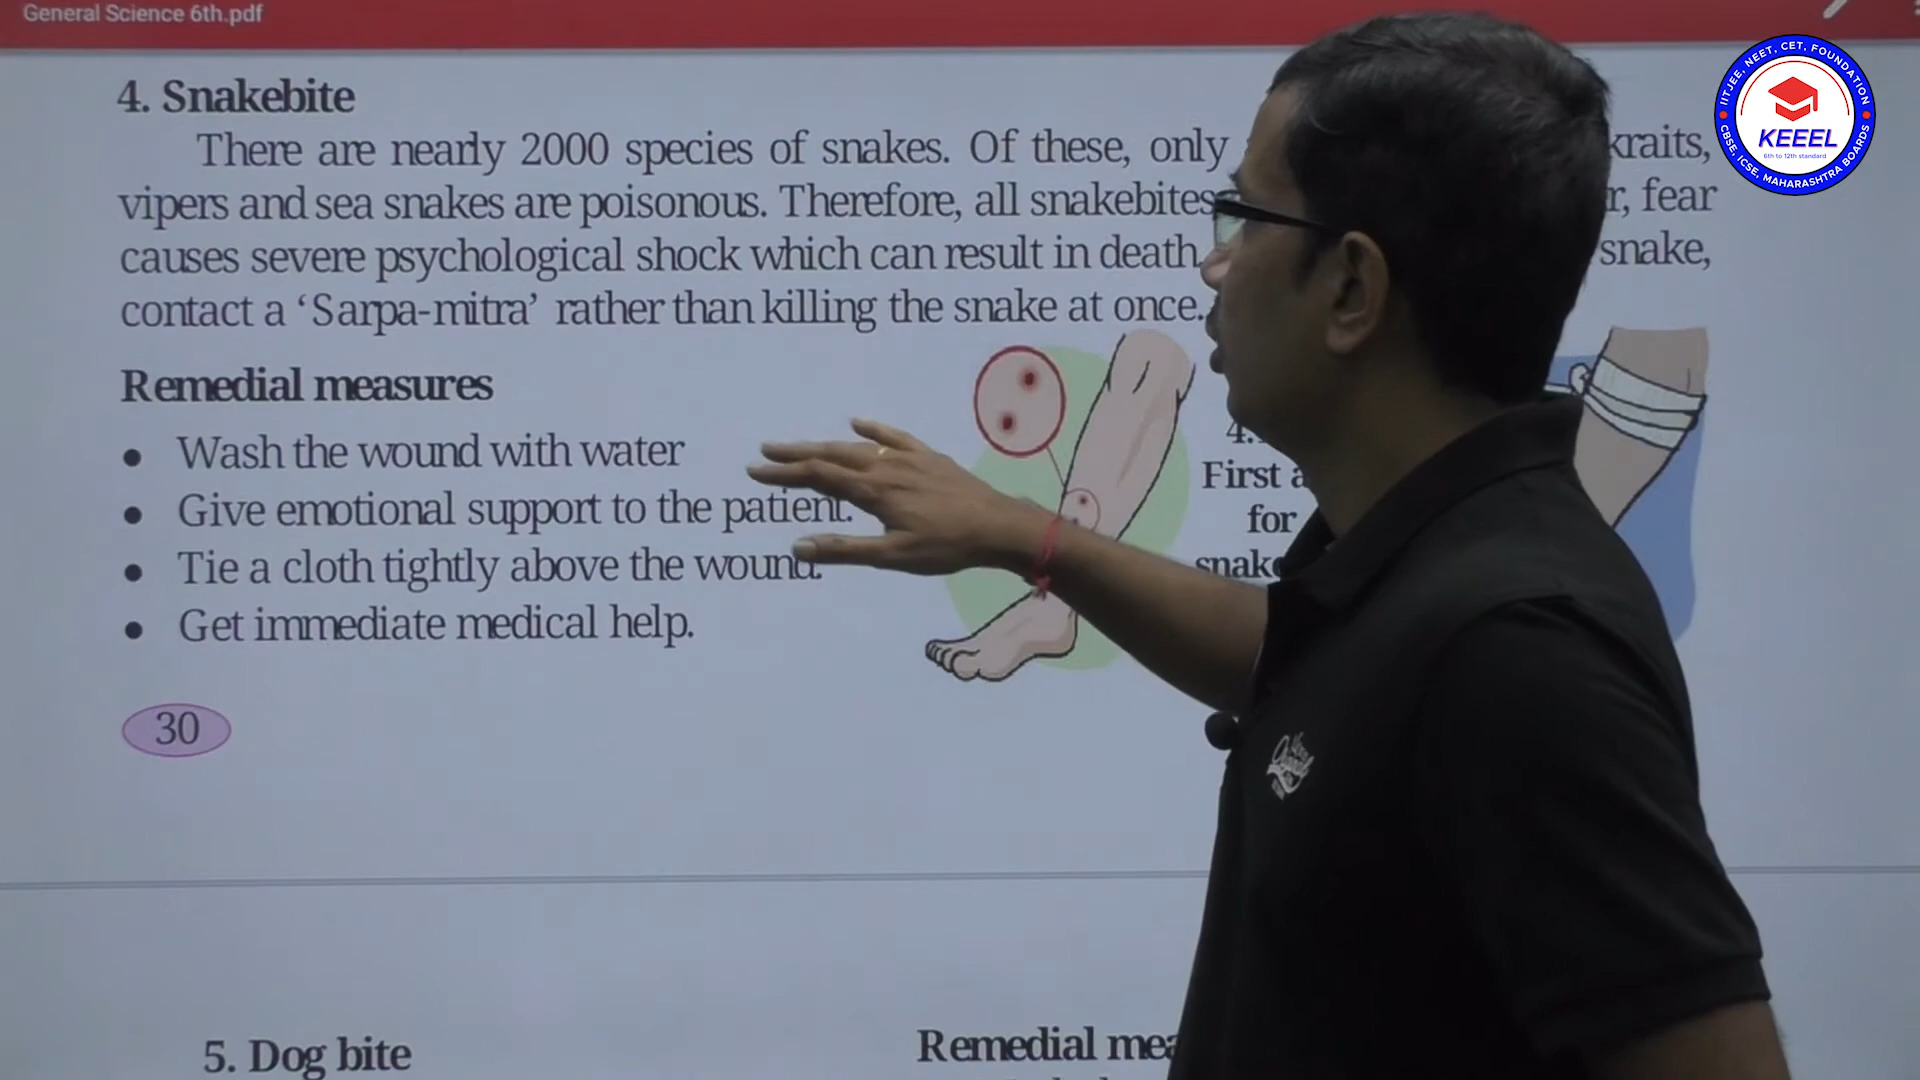 General Science 6th.pdf
4. Snakebite
There are nearly 2000 species of snakes. Of these, only kraits,
vipers and sea snakes are poisonous. Therefore, all snakebites fear
causes severe psychological shock which can result in death. snake,
contact a ‘Sarpa-mitra’ rather than killing the snake at once.
Remedial measures
● Wash the wound with water
● Give emotional support to the patient.
● Tie a cloth tightly above the wound.
● Get immediate medical help.
First
for
30
5. Dog bite
Remedial
IITJEE, NEET, CET, FOUNDATION
KEEEL
6th to 12th standard
CBSE, ICSE, MAHARASHTRA BOARDS